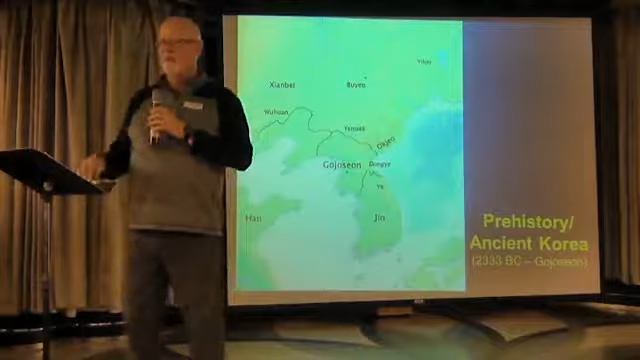 Xianbei
Buyeo
Yilou
Wuhuan
Yemaek
Okjeo
Gojoseon
Dongye
Ye
Han
Jin
Prehistory/
Ancient Korea
(2333 BC – Gojoseon)